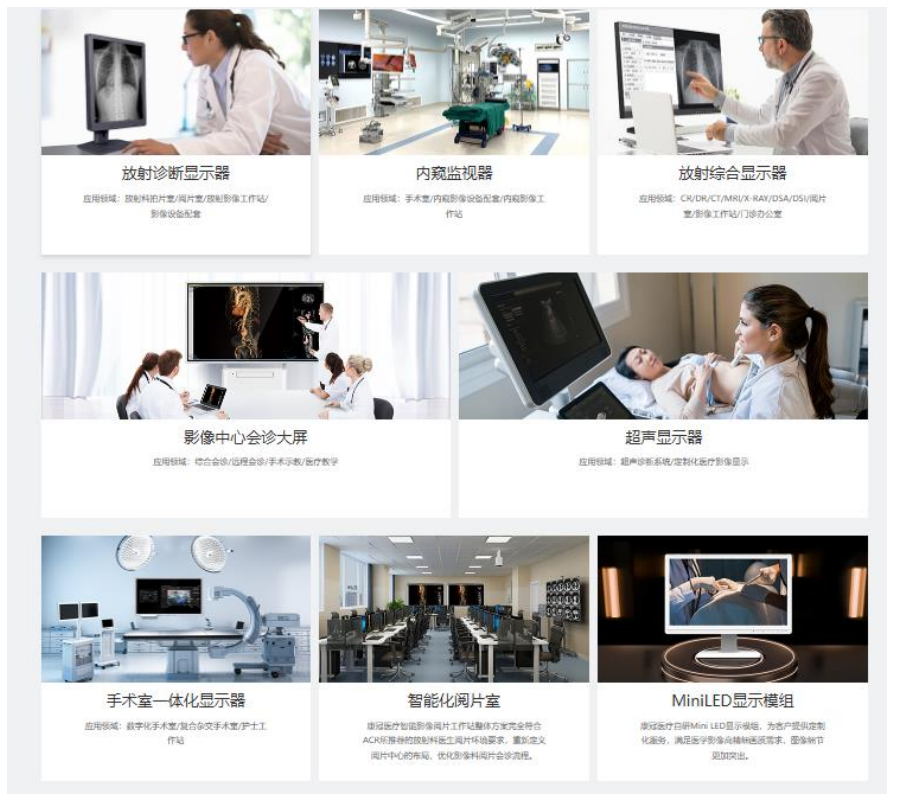 放射诊断显示器
应用领域：放射科拍片室/阅片室/放射影像工作站/
影像设备配套
内窥监视器
应用领域：手术室/内窥影像设备配套/内窥影像工
作站
放射综合显示器
应用领域：CR/DR/CT/MRI/X-RAY/DSA/DSI/阅片
室/影像工作站/门诊办公室
影像中心会诊大屏
应用领域：综合会诊/远程会诊/手术示教/医疗教学
超声显示器
应用领域：超声诊断系统/定制化医疗影像显示
手术室一体化显示器
应用领域：数字化手术室/复合杂交手术室/护士工
作站
智能化阅片室
康冠医疗智能影像阅片工作站整体方案完全符合
ACR所推荐的放射科医生阅片环境要求，重新定义
阅片中心的布局、优化影像科阅片会诊流程。
MiniLED显示模组
康冠医疗自研Mini LED显示模组，为客户提供定制
化服务，满足医学影像高精细画质需求、图像细节
更加突出。